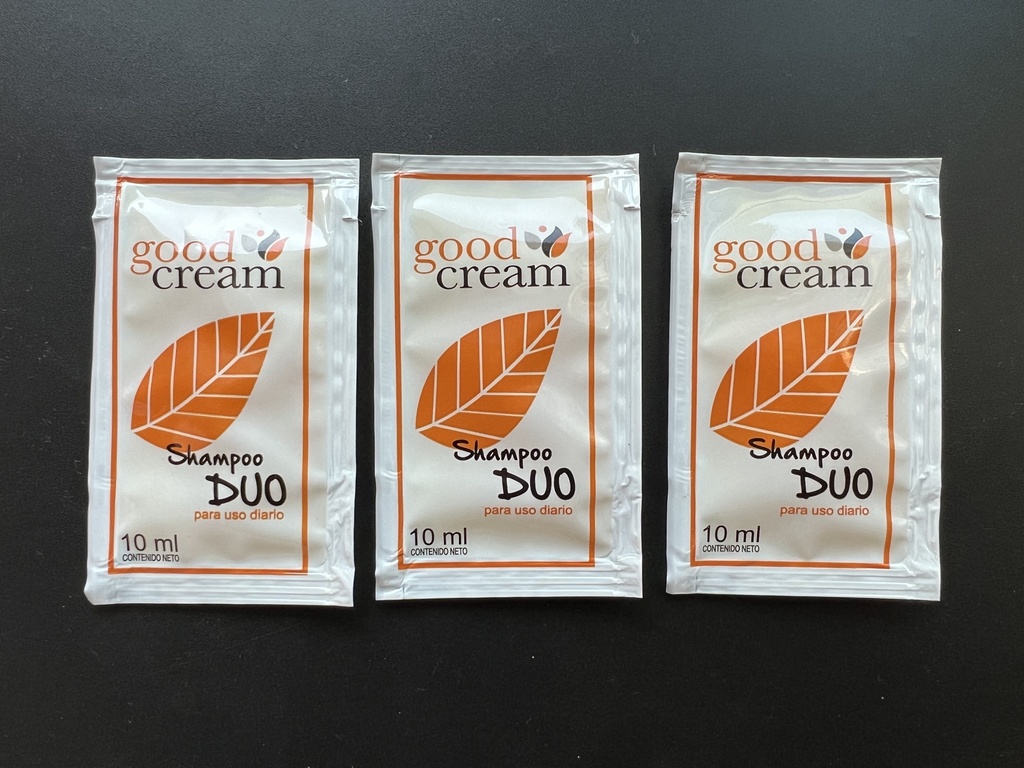 good
cream
Shampoo
DUO
para uso diario
10 ml
CONTENIDO NETO
good
cream
Shampoo
DUO
para uso diario
10 ml
CONTENIDO NETO
good
cream
Shampoo
DUO
para uso diario
10 ml
CONTENIDO NETO